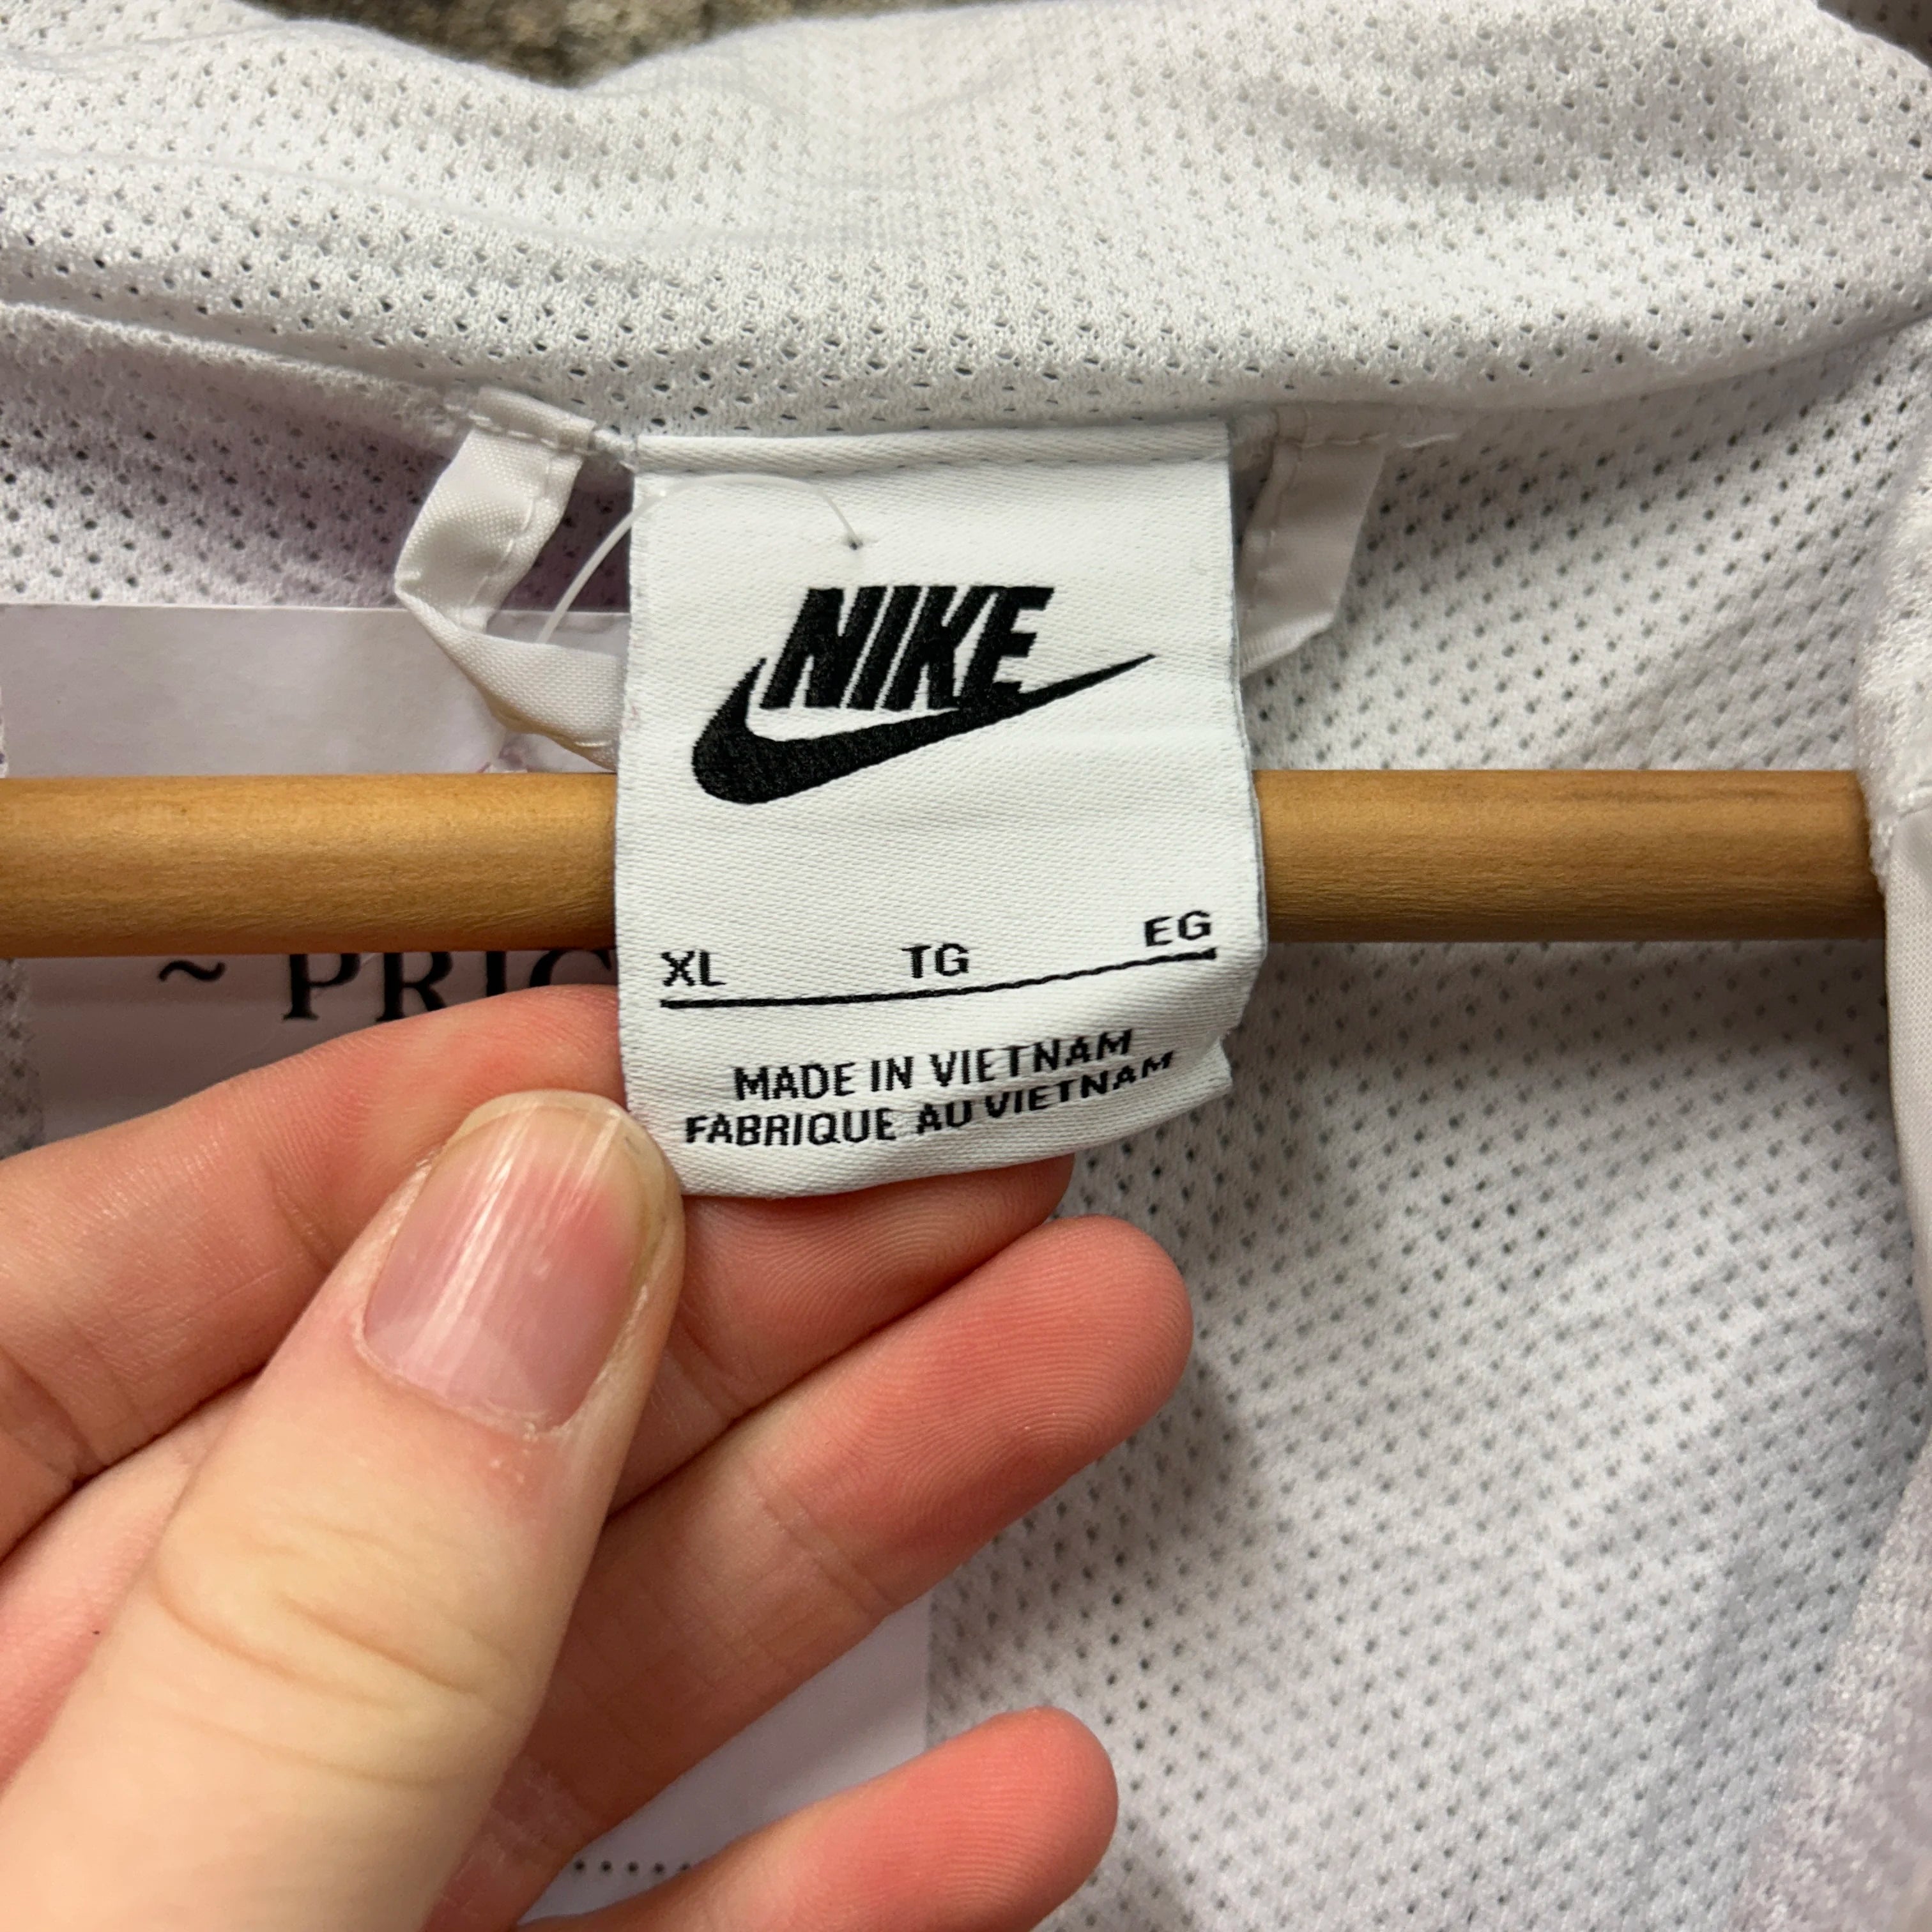 NIKE
XL TG EG
~ PRIC
MADE IN VIETNAM
FABRIQUE AU VIETNAM